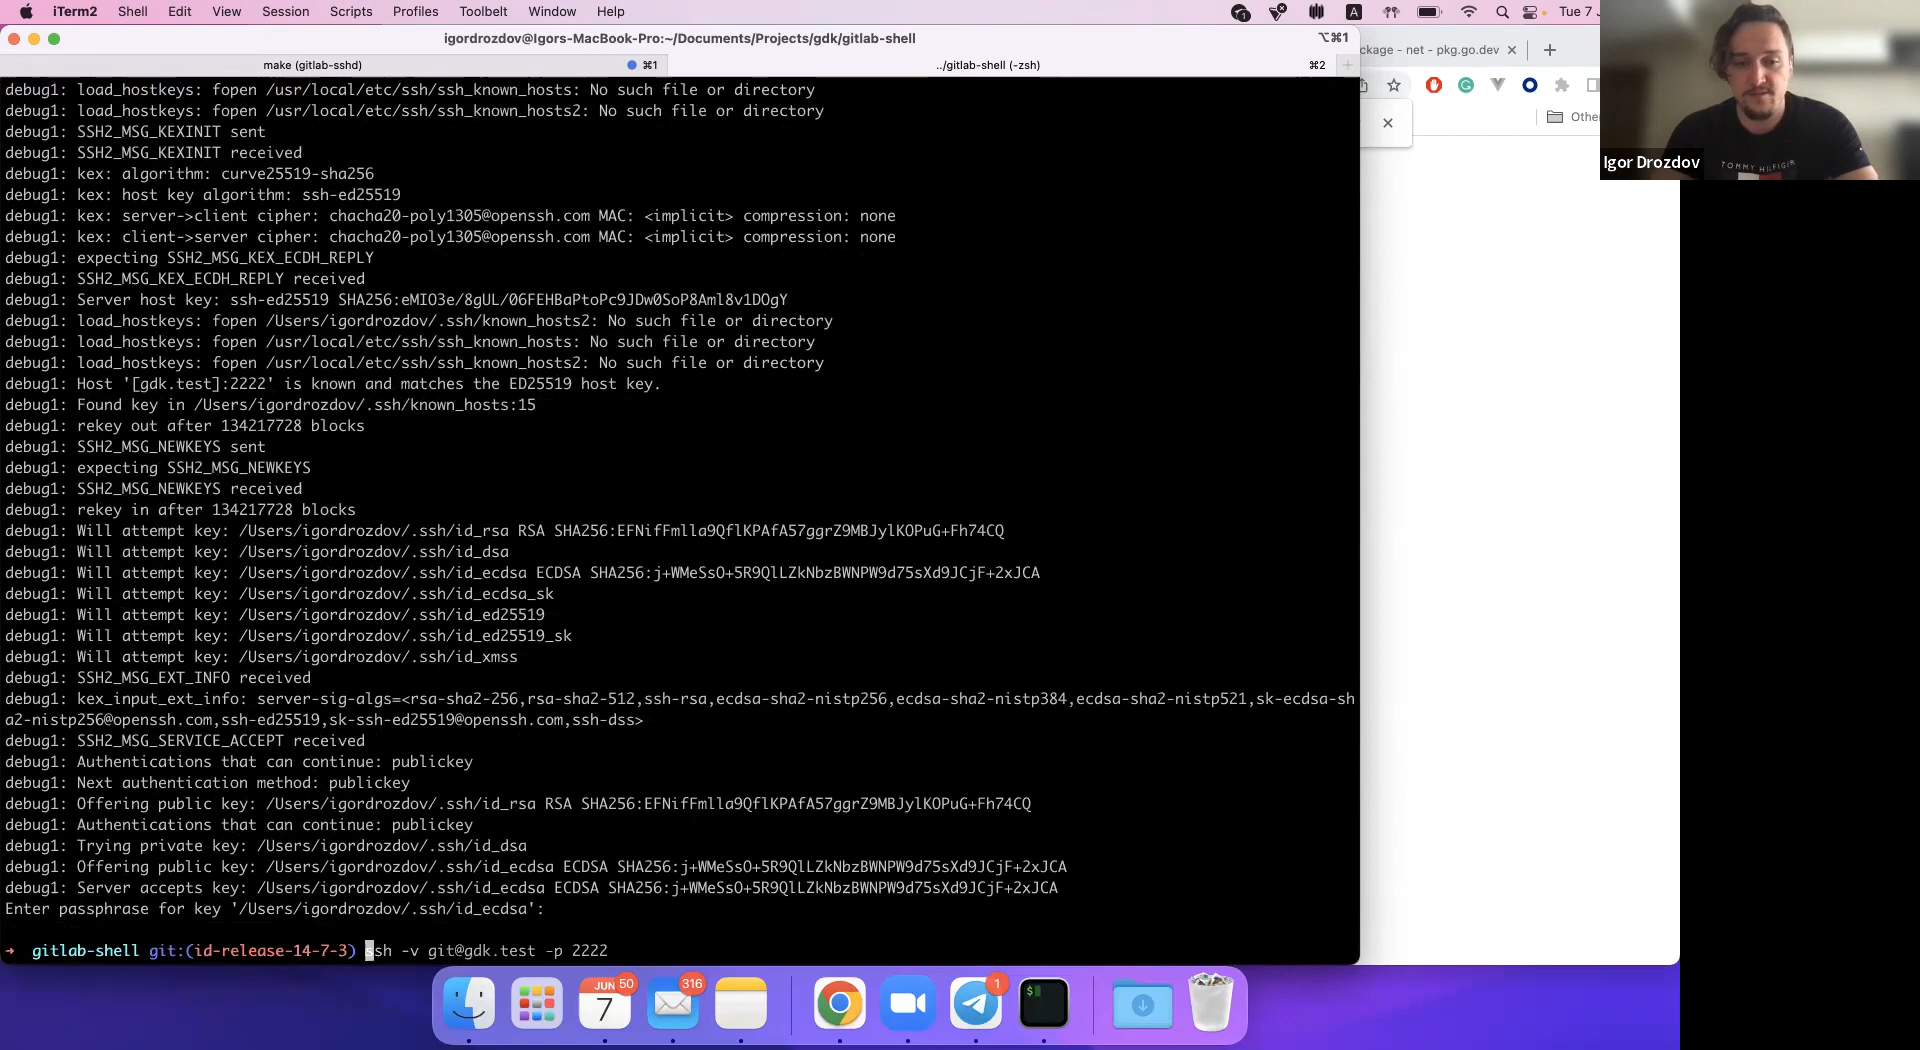 iTerm2 Shell Edit View Session Scripts Profiles Toolbelt Window Help
1 A Tue 7
igordrozdov@Igors-MacBook-Pro:~/Documents/Projects/gdk/gitlab-shell ⌥⌘1
make (gitlab-sshd) ⌘1 ../gitlab-shell (-zsh) ⌘2
ckage - net - pkg.go.dev
Othe
debug1: load_hostkeys: fopen /usr/local/etc/ssh/ssh_known_hosts: No such file or directory
debug1: load_hostkeys: fopen /usr/local/etc/ssh/ssh_known_hosts2: No such file or directory
debug1: SSH2_MSG_KEXINIT sent
debug1: SSH2_MSG_KEXINIT received
debug1: kex: algorithm: curve25519-sha256
debug1: kex: host key algorithm: ssh-ed25519
debug1: kex: server->client cipher: chacha20-poly1305@openssh.com MAC: <implicit> compression: none
debug1: kex: client->server cipher: chacha20-poly1305@openssh.com MAC: <implicit> compression: none
debug1: expecting SSH2_MSG_KEX_ECDH_REPLY
debug1: SSH2_MSG_KEX_ECDH_REPLY received
debug1: Server host key: ssh-ed25519 SHA256:eMIO3e/8gUL/06FEHBaPtoPc9JDw0SoP8Aml8v1DOgY
debug1: load_hostkeys: fopen /Users/igordrozdov/.ssh/known_hosts2: No such file or directory
debug1: load_hostkeys: fopen /usr/local/etc/ssh/ssh_known_hosts: No such file or directory
debug1: load_hostkeys: fopen /usr/local/etc/ssh/ssh_known_hosts2: No such file or directory
debug1: Host '[gdk.test]:2222' is known and matches the ED25519 host key.
debug1: Found key in /Users/igordrozdov/.ssh/known_hosts:15
debug1: rekey out after 134217728 blocks
debug1: SSH2_MSG_NEWKEYS sent
debug1: expecting SSH2_MSG_NEWKEYS
debug1: SSH2_MSG_NEWKEYS received
debug1: rekey in after 134217728 blocks
debug1: Will attempt key: /Users/igordrozdov/.ssh/id_rsa RSA SHA256:EFNifFmlla9QflKPAfA57ggrZ9MBJylKOPuG+Fh74CQ
debug1: Will attempt key: /Users/igordrozdov/.ssh/id_dsa
debug1: Will attempt key: /Users/igordrozdov/.ssh/id_ecdsa ECDSA SHA256:j+WMeSsO+5R9QlLZkNbzBWNPW9d75sXd9JCjF+2xJCA
debug1: Will attempt key: /Users/igordrozdov/.ssh/id_ecdsa_sk
debug1: Will attempt key: /Users/igordrozdov/.ssh/id_ed25519
debug1: Will attempt key: /Users/igordrozdov/.ssh/id_ed25519_sk
debug1: Will attempt key: /Users/igordrozdov/.ssh/id_xmss
debug1: SSH2_MSG_EXT_INFO received
debug1: kex_input_ext_info: server-sig-algs=<rsa-sha2-256,rsa-sha2-512,ssh-rsa,ecdsa-sha2-nistp256,ecdsa-sha2-nistp384,ecdsa-sha2-nistp521,sk-ecdsa-sh
a2-nistp256@openssh.com,ssh-ed25519,sk-ssh-ed25519@openssh.com,ssh-dss>
debug1: SSH2_MSG_SERVICE_ACCEPT received
debug1: Authentications that can continue: publickey
debug1: Next authentication method: publickey
debug1: Offering public key: /Users/igordrozdov/.ssh/id_rsa RSA SHA256:EFNifFmlla9QflKPAfA57ggrZ9MBJylKOPuG+Fh74CQ
debug1: Authentications that can continue: publickey
debug1: Trying private key: /Users/igordrozdov/.ssh/id_dsa
debug1: Offering public key: /Users/igordrozdov/.ssh/id_ecdsa ECDSA SHA256:j+WMeSsO+5R9QlLZkNbzBWNPW9d75sXd9JCjF+2xJCA
debug1: Server accepts key: /Users/igordrozdov/.ssh/id_ecdsa ECDSA SHA256:j+WMeSsO+5R9QlLZkNbzBWNPW9d75sXd9JCjF+2xJCA
Enter passphrase for key '/Users/igordrozdov/.ssh/id_ecdsa':
→ gitlab-shell git:(id-release-14-7-3) ssh -v git@gdk.test -p 2222
TOMMY HILFIGER
Igor Drozdov
JUN 50 316 1
7 $